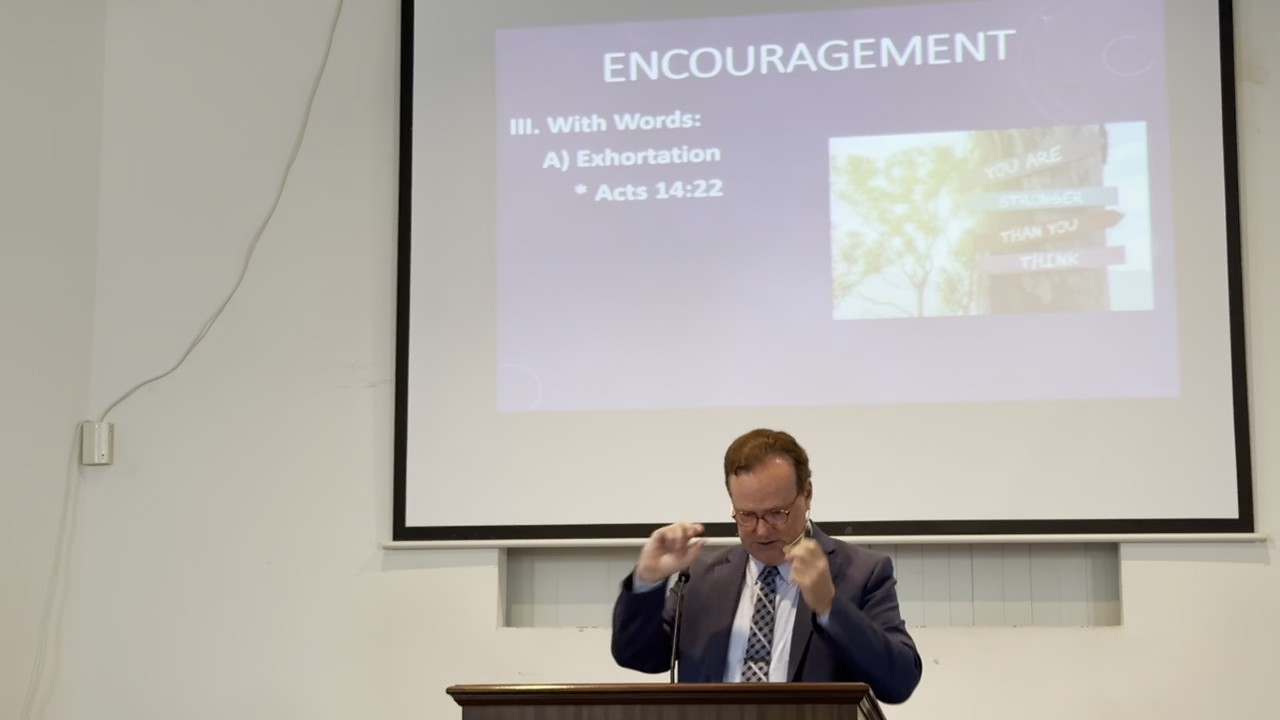 ENCOURAGEMENT
III. With Words:
A) Exhortation
* Acts 14:22
YOU ARE
STRONGER
THAN YOU
THINK